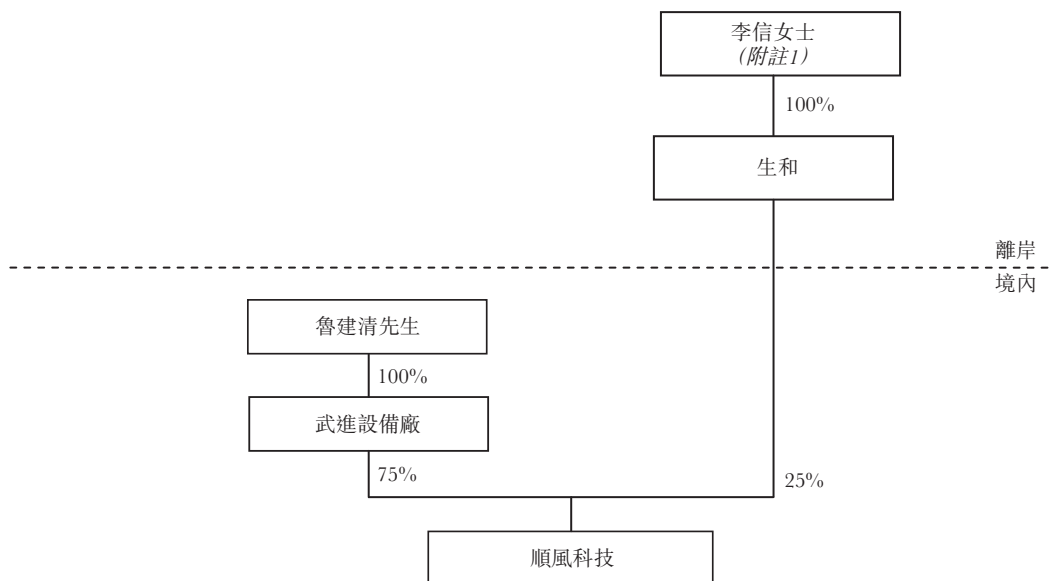 李信女士
(附註1)
100%
生和
離岸
境內
魯建清先生
100%
武進設備廠
75%
25%
順風科技